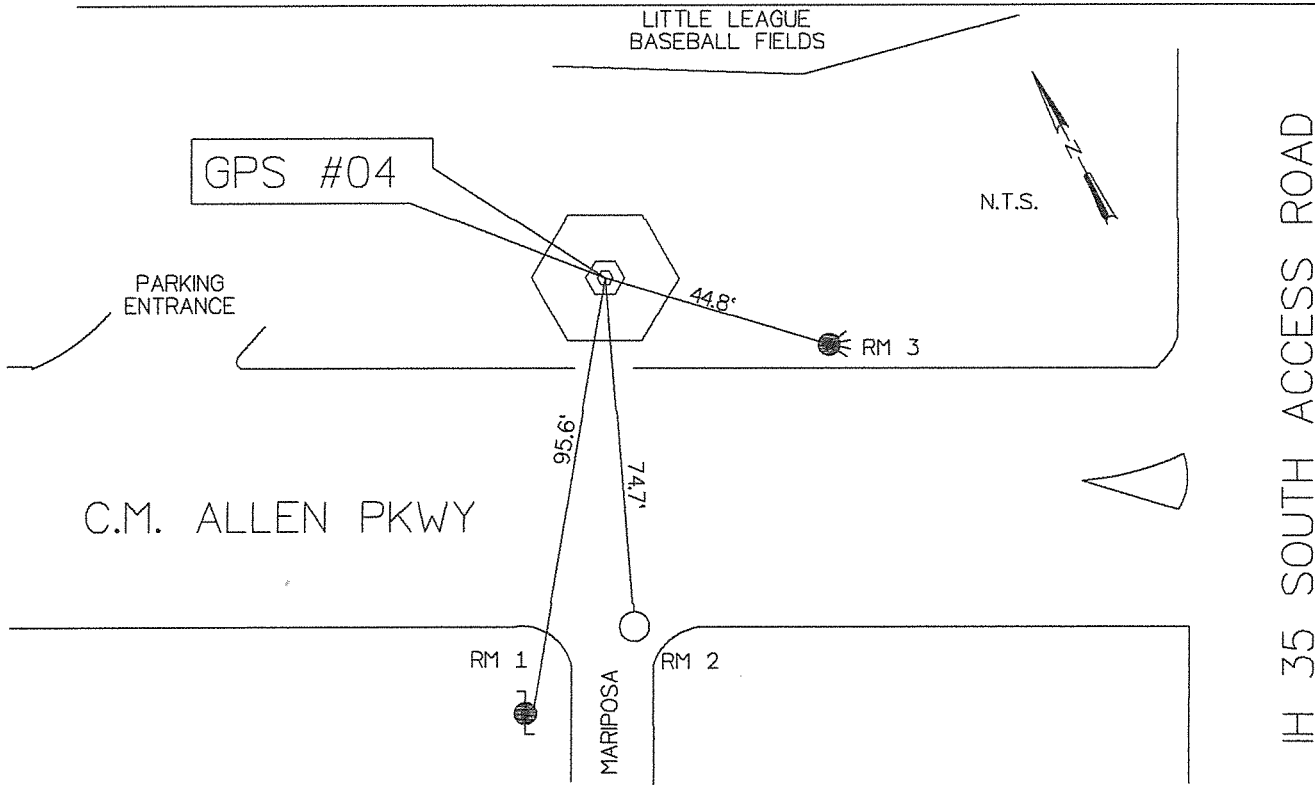 LITTLE LEAGUE
BASEBALL FIELDS
GPS #04
N
N.T.S.
PARKING
ENTRANCE
44.8'
RM 3
95.6'
74.7'
C.M. ALLEN PKWY
IH 35 SOUTH ACCESS ROAD
RM 1
RM 2
MARIPOSA